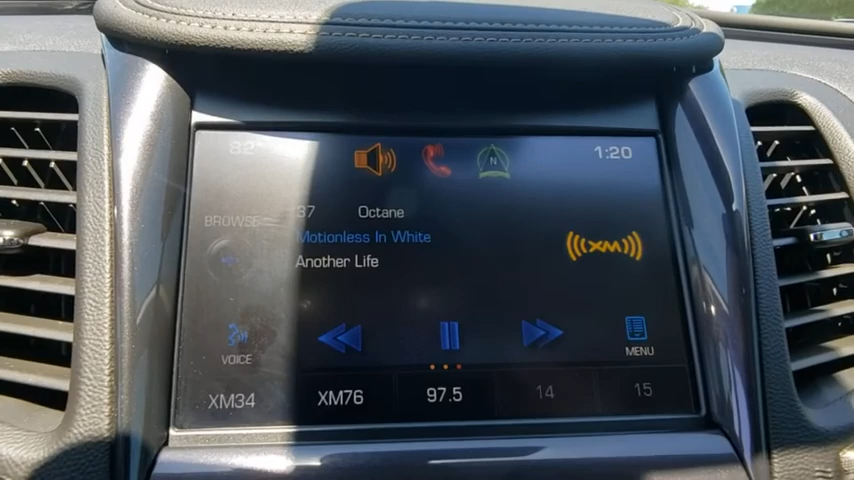 82° 1:20
N
37 Octane
BROWSE
Motionless In White
XM
Another Life
VOICE
MENU
XM34 XM76 97.5 14 15